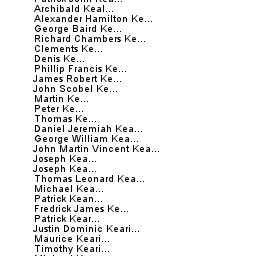 Archibald Keal...
Alexander Hamilton Ke...
George Baird Ke...
Richard Chambers Ke...
Clements Ke...
Denis Ke...
Phillip Francis Ke...
James Robert Ke...
John Scobel Ke...
Martin Ke...
Peter Ke...
Thomas Ke...
Daniel Jeremiah Kea...
George William Kea...
John Martin Vincent Kea...
Joseph Kea...
Joseph Kea...
Thomas Leonard Kea...
Michael Kea...
Patrick Kean...
Fredrick James Ke...
Patrick Kear...
Justin Dominic Keari...
Maurice Keari...
Timothy Keari...